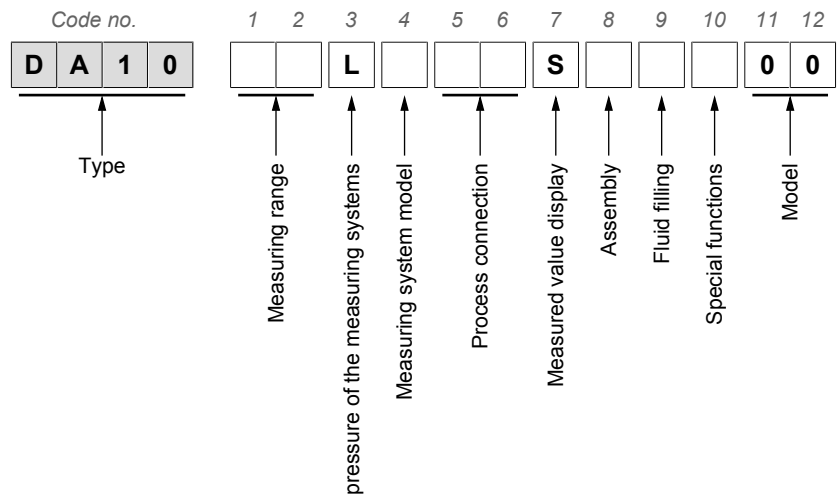 Code no. 1 2 3 4 5 6 7 8 9 10 11 12
D A 1 0 L S 0 0
Type
Measuring range
pressure of the measuring systems
Measuring system model
Process connection
Measured value display
Assembly
Fluid filling
Special functions
Model